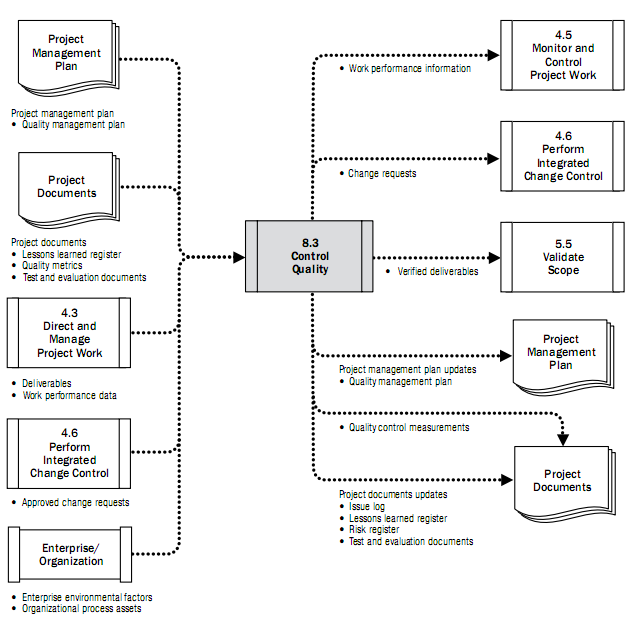 Project
Management
Plan
Project management plan
• Quality management plan
Project
Documents
Project documents
• Lessons learned register
• Quality metrics
• Test and evaluation documents
4.3
Direct and
Manage
Project Work
• Deliverables
• Work performance data
4.6
Perform
Integrated
Change Control
• Approved change requests
Enterprise/
Organization
• Enterprise environmental factors
• Organizational process assets
8.3
Control
Quality
• Work performance information
4.5
Monitor and
Control
Project Work
• Change requests
4.6
Perform
Integrated
Change Control
• Verified deliverables
5.5
Validate
Scope
Project management plan updates
• Quality management plan
Project
Management
Plan
• Quality control measurements
Project documents updates
• Issue log
• Lessons learned register
• Risk register
• Test and evaluation documents
Project
Documents